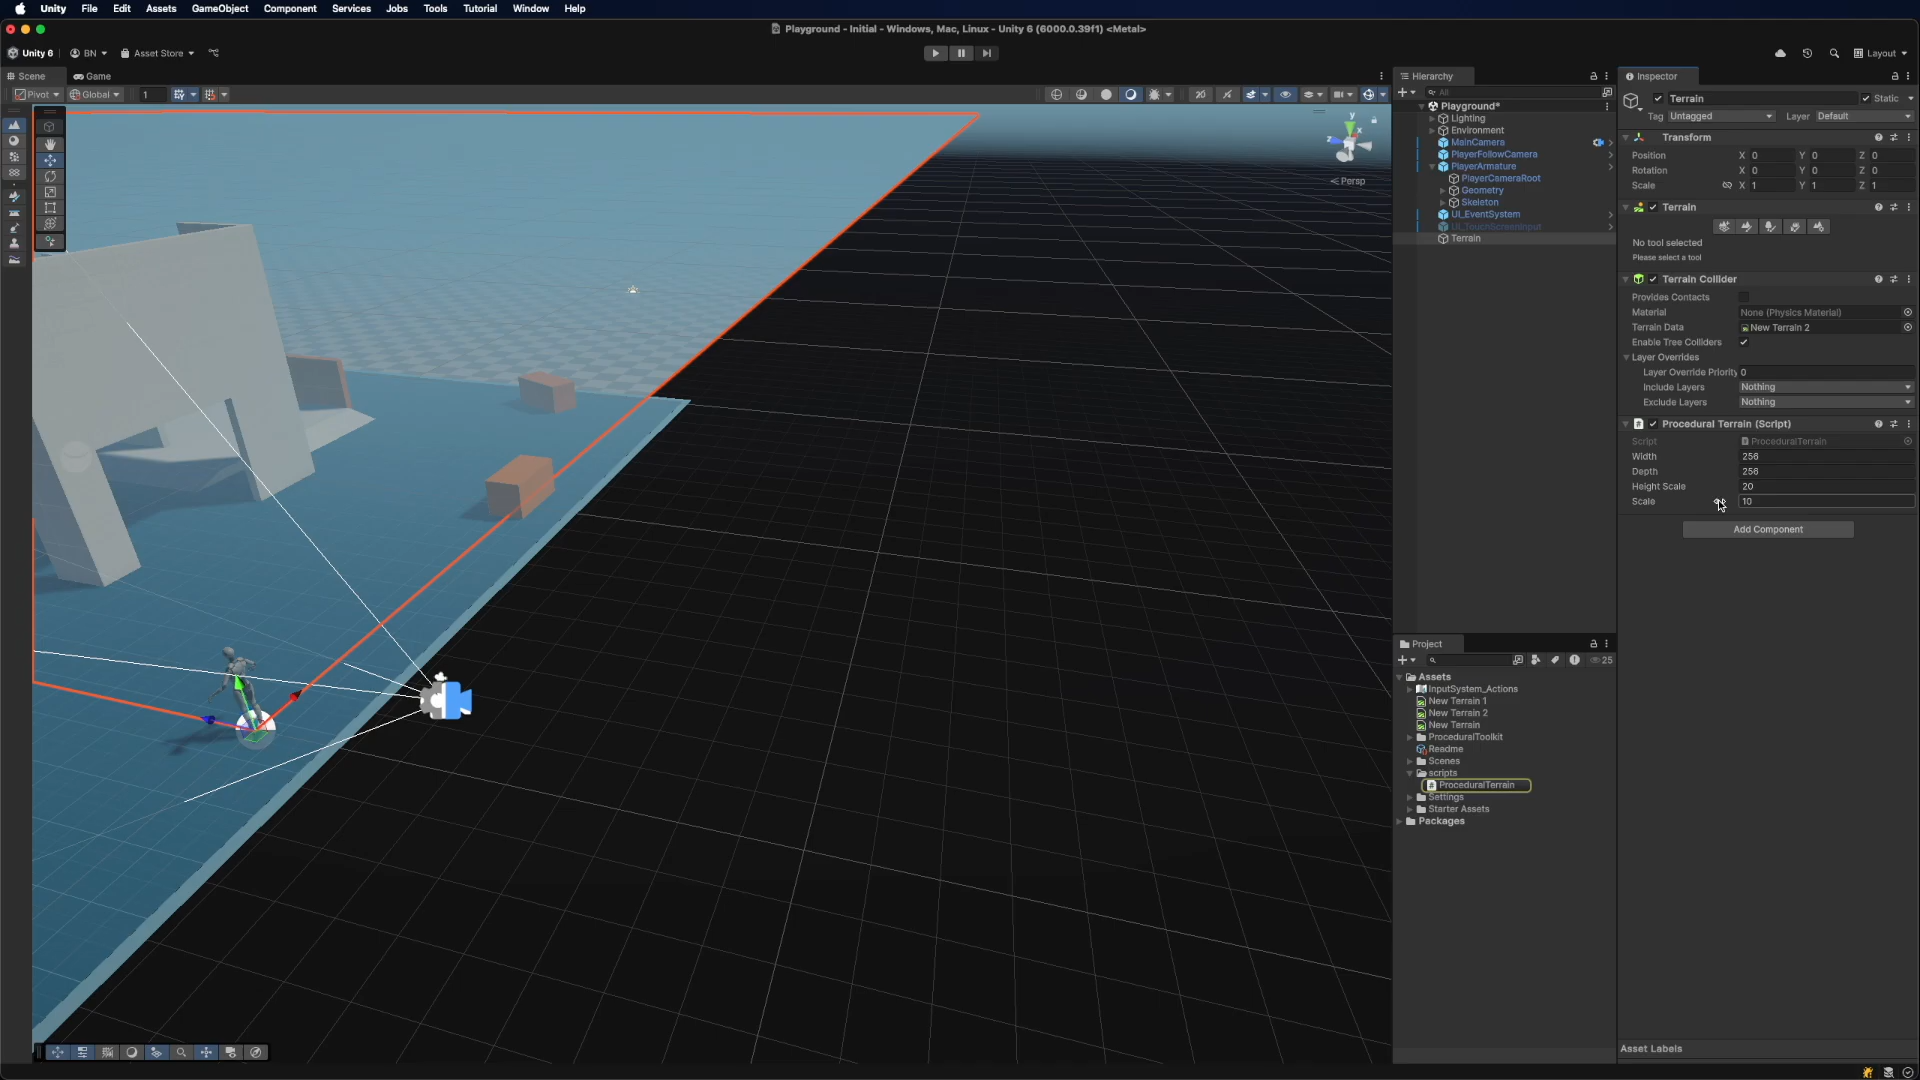 Unity File Edit Assets GameObject Component Services Jobs Tools Tutorial Window Help
Playground - Initial - Windows, Mac, Linux - Unity 6 (6000.0.39f1) <Metal>
Unity 6 BN Asset Store Layout
Scene Game
Pivot Global 1 2D
y
x
z
Persp
Hierarchy
All
Playground*
Lighting
Environment
MainCamera
PlayerFollowCamera
PlayerArmature
PlayerCameraRoot
Geometry
Skeleton
UI_EventSystem
UI_TouchScreenInput
Terrain
Project
25
Assets
InputSystem_Actions
New Terrain 1
New Terrain 2
New Terrain
ProceduralToolkit
Readme
Scenes
scripts
ProceduralTerrain
Settings
Starter Assets
Packages
Inspector
Terrain Static
Tag Untagged Layer Default
Transform
Position X 0 Y 0 Z 0
Rotation X 0 Y 0 Z 0
Scale X 1 Y 1 Z 1
Terrain
No tool selected
Please select a tool
Terrain Collider
Provides Contacts
Material None (Physics Material)
Terrain Data New Terrain 2
Enable Tree Colliders
Layer Overrides
Layer Override Priority 0
Include Layers Nothing
Exclude Layers Nothing
Procedural Terrain (Script)
Script ProceduralTerrain
Width 256
Depth 256
Height Scale 20
Scale 10
Add Component
Asset Labels